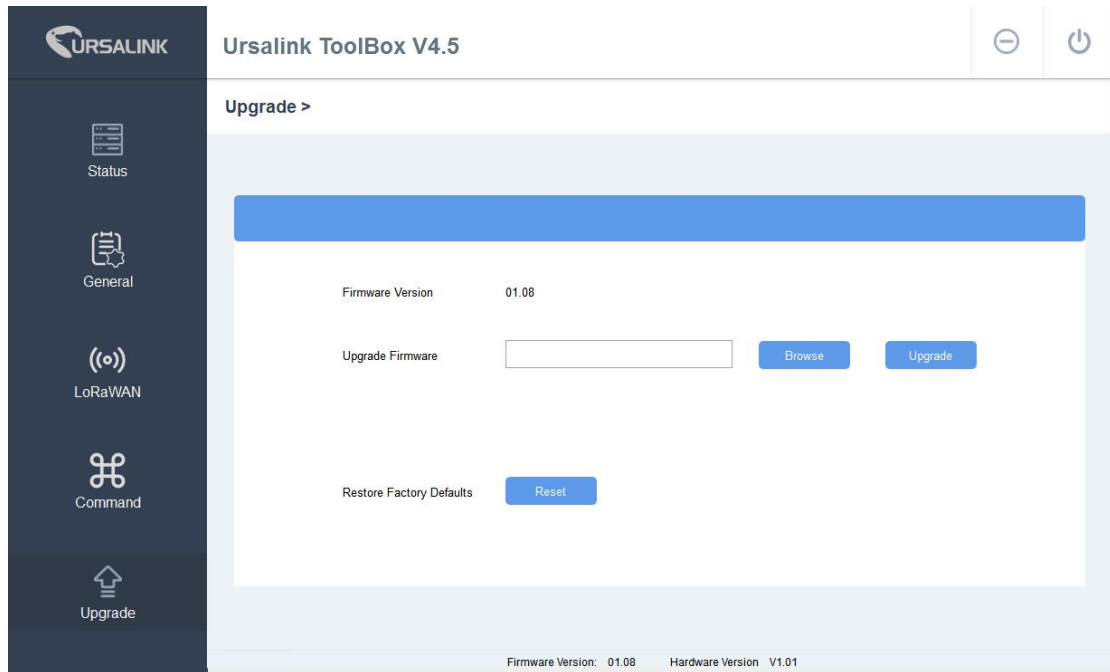 URSALINK
Ursalink ToolBox V4.5
Upgrade >
Status
General
LoRaWAN
Command
Upgrade
Firmware Version 01.08
Upgrade Firmware Browse Upgrade
Restore Factory Defaults Reset
Firmware Version: 01.08 Hardware Version V1.01